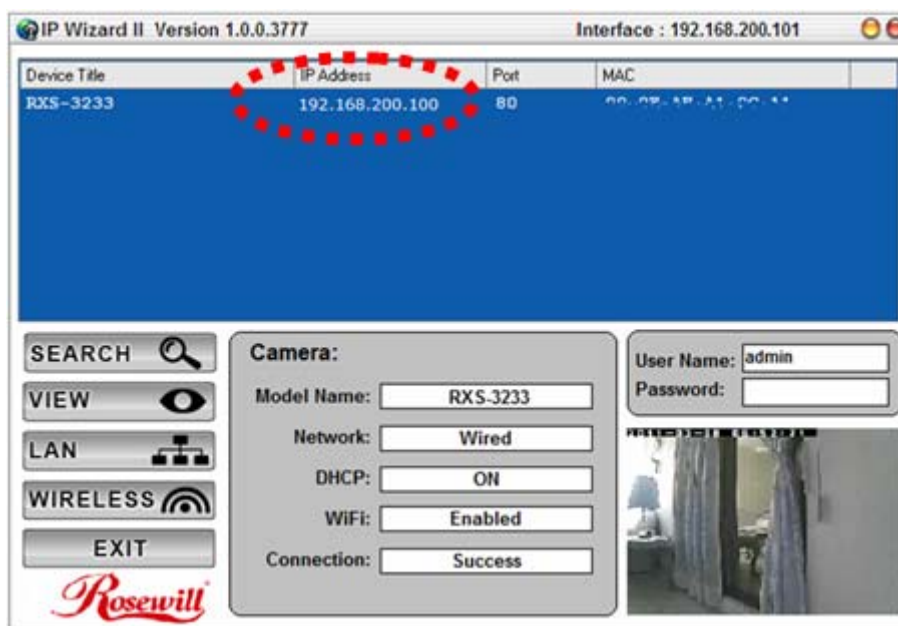 IP Wizard II Version 1.0.0.3777 Interface : 192.168.200.101
Device Title IP Address Port MAC
RXS-3233 192.168.200.100 80
SEARCH
VIEW
LAN
WIRELESS
EXIT
Rosewill
Camera:
Model Name: RXS-3233
Network: Wired
DHCP: ON
WiFi: Enabled
Connection: Success
User Name: admin
Password: